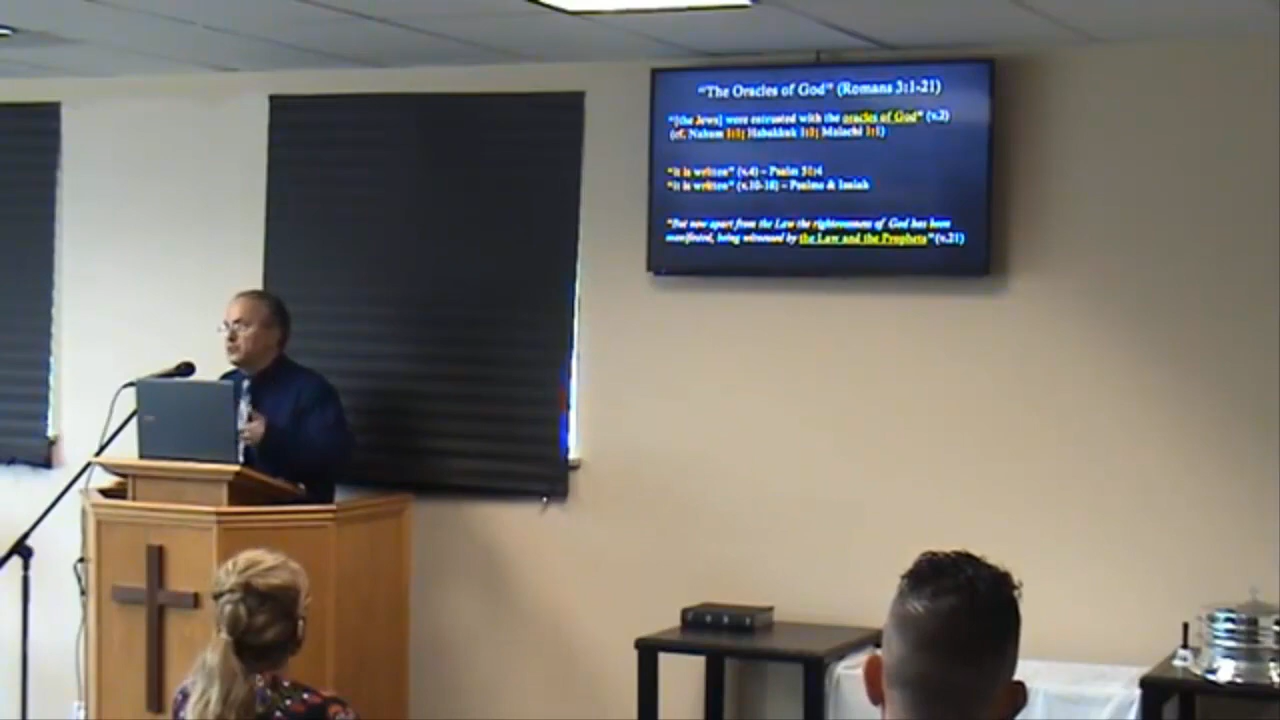 “The Oracles of God” (Romans 3:1-21)
“[the Jews] were entrusted with the oracles of God” (v.2)
(cf. Nahum 1:1; Habakkuk 1:1; Malachi 1:1)
“It is written” (v.4) – Psalm 51:4
“It is written” (v.10-18) – Psalms & Isaiah
“But now apart from the Law the righteousness of God has been
manifested, being witnessed by the Law and the Prophets” (v.21)